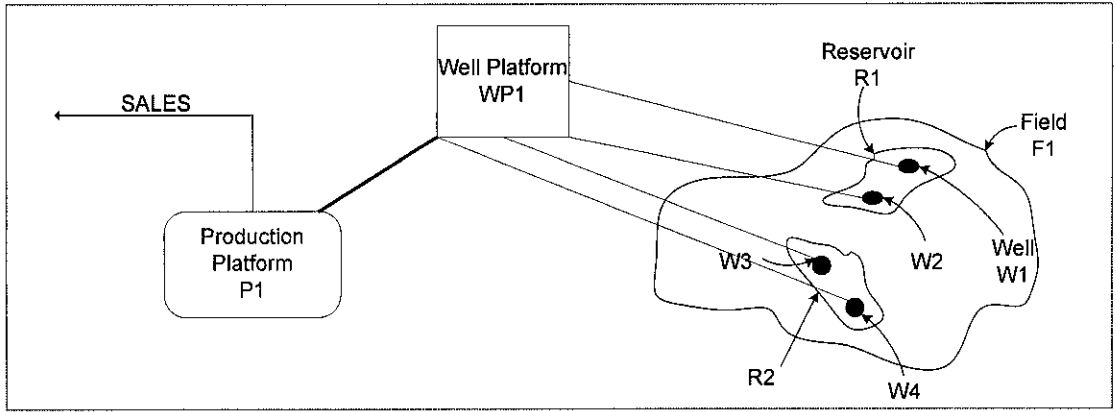 Well Platform
WP1
Reservoir
R1
SALES
Field
F1
Production
Platform
P1
W3
W2
Well
W1
R2
W4